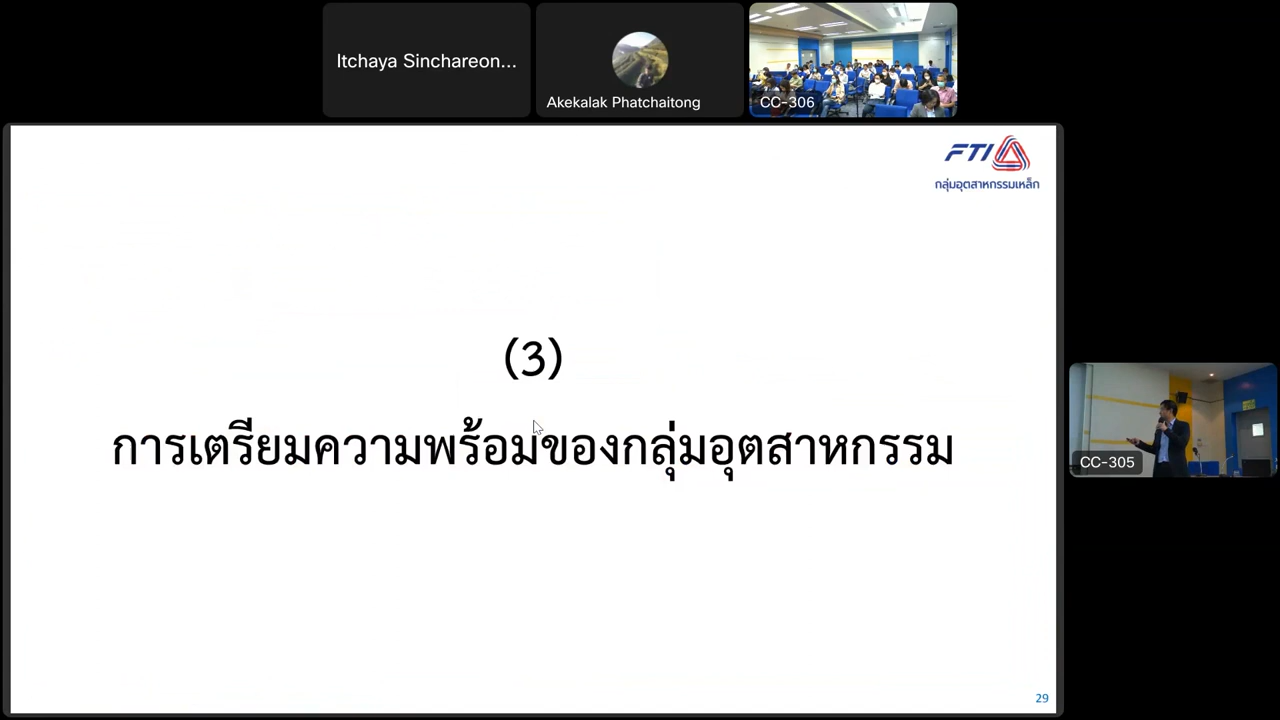 Itchaya Sinchareon...
Akekalak Phatchaitong
CC-306
FTI
กลุ่มอุตสาหกรรมเหล็ก
(3)
การเตรียมความพร้อมของกลุ่มอุตสาหกรรม
CC-305
29